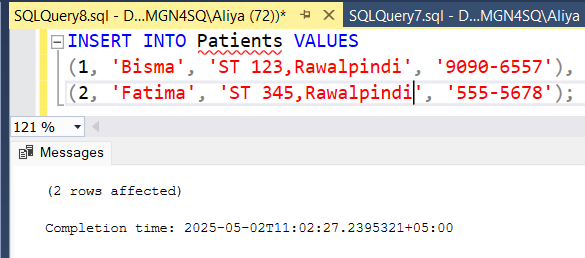 SQLQuery8.sql - D...MGN4SQ\Aliya (72))* SQLQuery7.sql - D...MGN4SQ\Aliya
INSERT INTO Patients VALUES
(1, 'Bisma', 'ST 123,Rawalpindi', '9090-6557'),
(2, 'Fatima', 'ST 345,Rawalpindi', '555-5678');
121 %
Messages
(2 rows affected)
Completion time: 2025-05-02T11:02:27.2395321+05:00